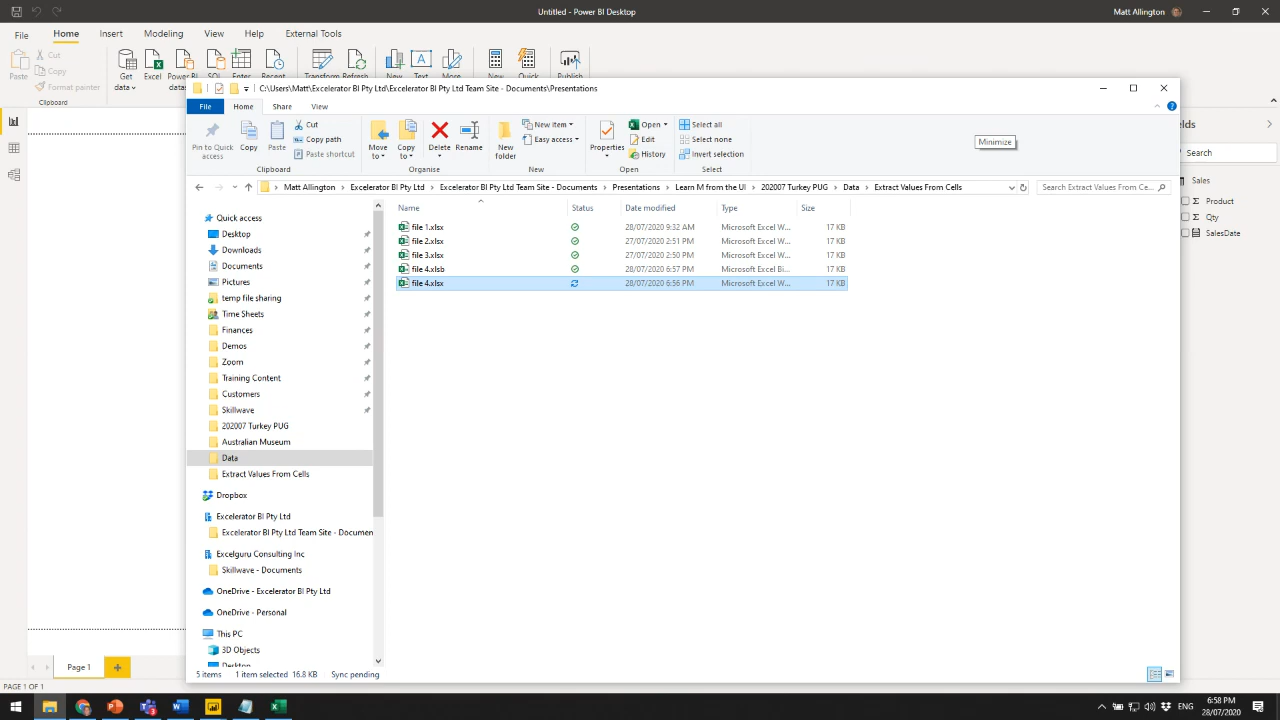 Untitled - Power BI Desktop
Matt Allington
File Home Insert Modeling View Help External Tools
Paste
Cut
Copy
Format painter
Clipboard
Get data
Excel
Power BI
SQL
Enter
Recent
Transform
Refresh
New
Text
More
New
Quick
Publish
C:\Users\Matt\Excelerator BI Pty Ltd\Excelerator BI Pty Ltd Team Site - Documents\Presentations
File Home Share View
Pin to Quick access
Copy
Paste
Cut
Copy path
Paste shortcut
Clipboard
Move to
Copy to
Delete
Rename
Organise
New folder
New item
Easy access
New
Properties
Open
Edit
History
Open
Select all
Select none
Invert selection
Select
Minimize
Matt Allington Excelerator BI Pty Ltd Excelerator BI Pty Ltd Team Site - Documents Presentations Learn M from the UI 202007 Turkey PUG Data Extract Values From Cells
Search Extract Values From Ce...
Name Status Date modified Type Size
file 1.xlsx 28/07/2020 9:32 AM Microsoft Excel W... 17 KB
file 2.xlsx 27/07/2020 2:51 PM Microsoft Excel W... 17 KB
file 3.xlsx 27/07/2020 2:50 PM Microsoft Excel W... 17 KB
file 4.xlsb 28/07/2020 6:57 PM Microsoft Excel Bi... 17 KB
file 4.xlsx 28/07/2020 6:56 PM Microsoft Excel W... 17 KB
Quick access
Desktop
Downloads
Documents
Pictures
temp file sharing
Time Sheets
Finances
Demos
Zoom
Training Content
Customers
Skillwave
202007 Turkey PUG
Australian Museum
Data
Extract Values From Cells
Dropbox
Excelerator BI Pty Ltd
Excelerator BI Pty Ltd Team Site - Documen
Excelguru Consulting Inc
Skillwave - Documents
OneDrive - Excelerator BI Pty Ltd
OneDrive - Personal
This PC
3D Objects
Desktop
5 items 1 item selected 16.8 KB Sync pending
elds
Search
Sales
Product
Qty
SalesDate
Page 1
PAGE 1 OF 1
ENG
6:58 PM
28/07/2020